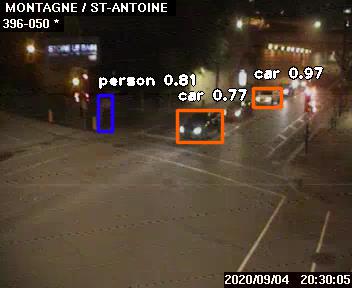 MONTAGNE / ST-ANTOINE
396-050 *
person 0.81
car 0.97
car 0.77
2020/09/04 20:30:05